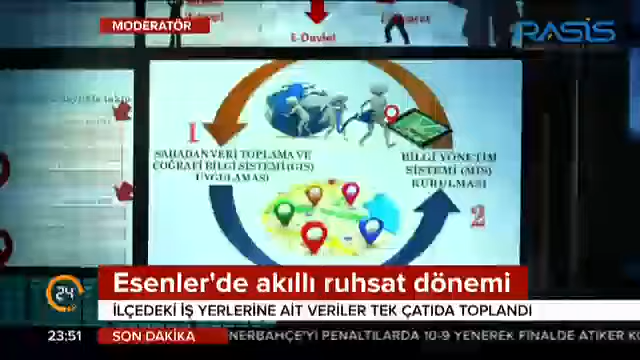 MODERATÖR
RASIS
E-Devlet
1
SAHADAN VERİ TOPLAMA VE
COĞRAFİ BİLGİ SİSTEMİ(GIS)
UYGULAMASI
BİLGİ YÖNETİM
SİSTEMİ (MIS)
KURULMASI
2
Esenler'de akıllı ruhsat dönemi
24
İLÇEDEKİ İŞ YERLERİNE AİT VERİLER TEK ÇATIDA TOPLANDI
23:51 SON DAKİKA ENERBAHÇE'Yİ PENALTILARDA 10-9 YENEREK FİNALDE ATİKER KO